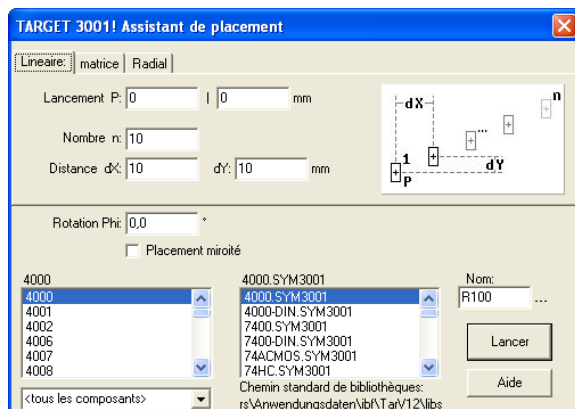 TARGET 3001! Assistant de placement
Lineaire: matrice Radial
Lancement P: 0 | 0 mm
Nombre n: 10
Distance dX: 10 dY: 10 mm
dX n
...
1 dY
P
Rotation Phi: 0,0 °
Placement miroité
4000 4000.SYM3001 Nom:
4000 4000.SYM3001 R100 ...
4001 4000-DIN.SYM3001
4002 7400.SYM3001
4006 7400-DIN.SYM3001 Lancer
4007 74ACMOS.SYM3001
4008 74HC.SYM3001
Chemin standard de bibliothèques: Aide
<tous les composants> rs\Anwendungsdaten\ibf\TarV12\libs